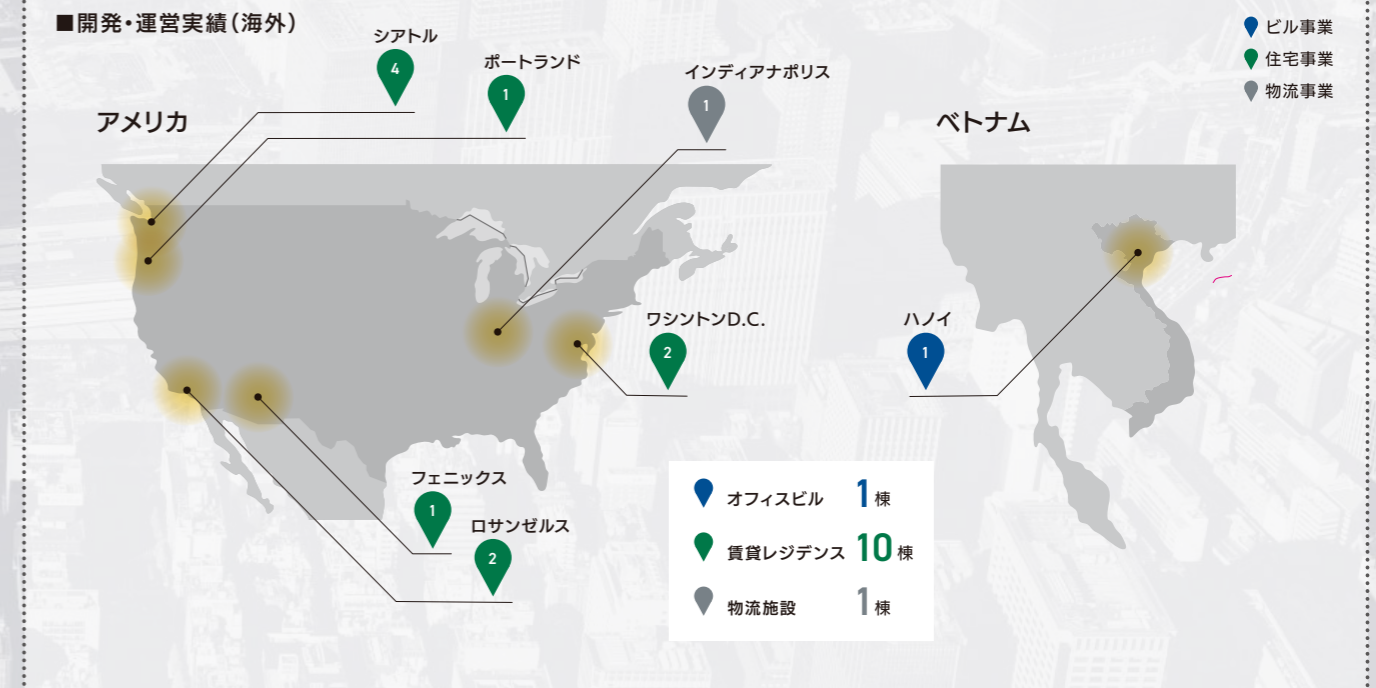 ■開発・運営実績（海外）
ビル事業
住宅事業
物流事業
アメリカ
シアトル
4
ポートランド
1
インディアナポリス
1
ワシントンD.C.
2
フェニックス
1
ロサンゼルス
2
ベトナム
ハノイ
1
オフィスビル 1棟
賃貸レジデンス 10棟
物流施設 1棟